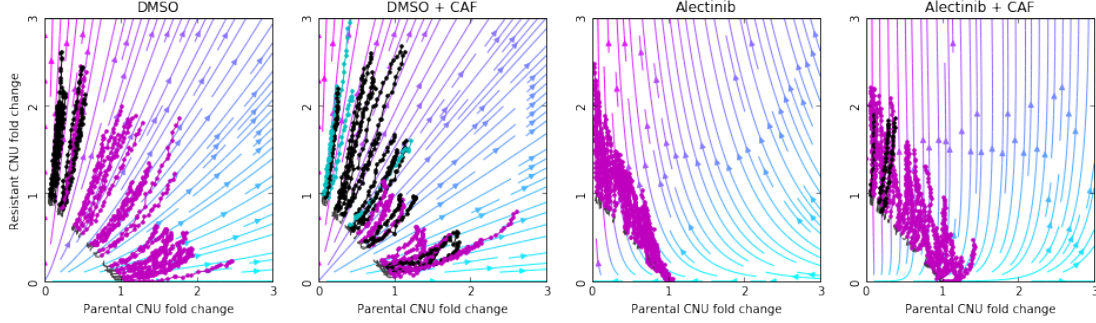 DMSO
DMSO + CAF
Alectinib
Alectinib + CAF
Resistant CNU fold change
3
2
1
0
0 1 2 3
Parental CNU fold change
3
2
1
0
0 1 2 3
Parental CNU fold change
3
2
1
0
0 1 2 3
Parental CNU fold change
3
2
1
0
0 1 2 3
Parental CNU fold change